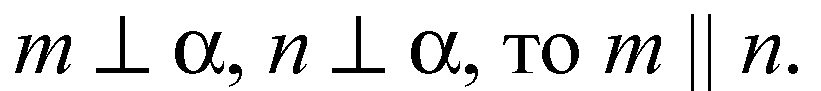 m ⊥ α, n ⊥ α, то m || n.